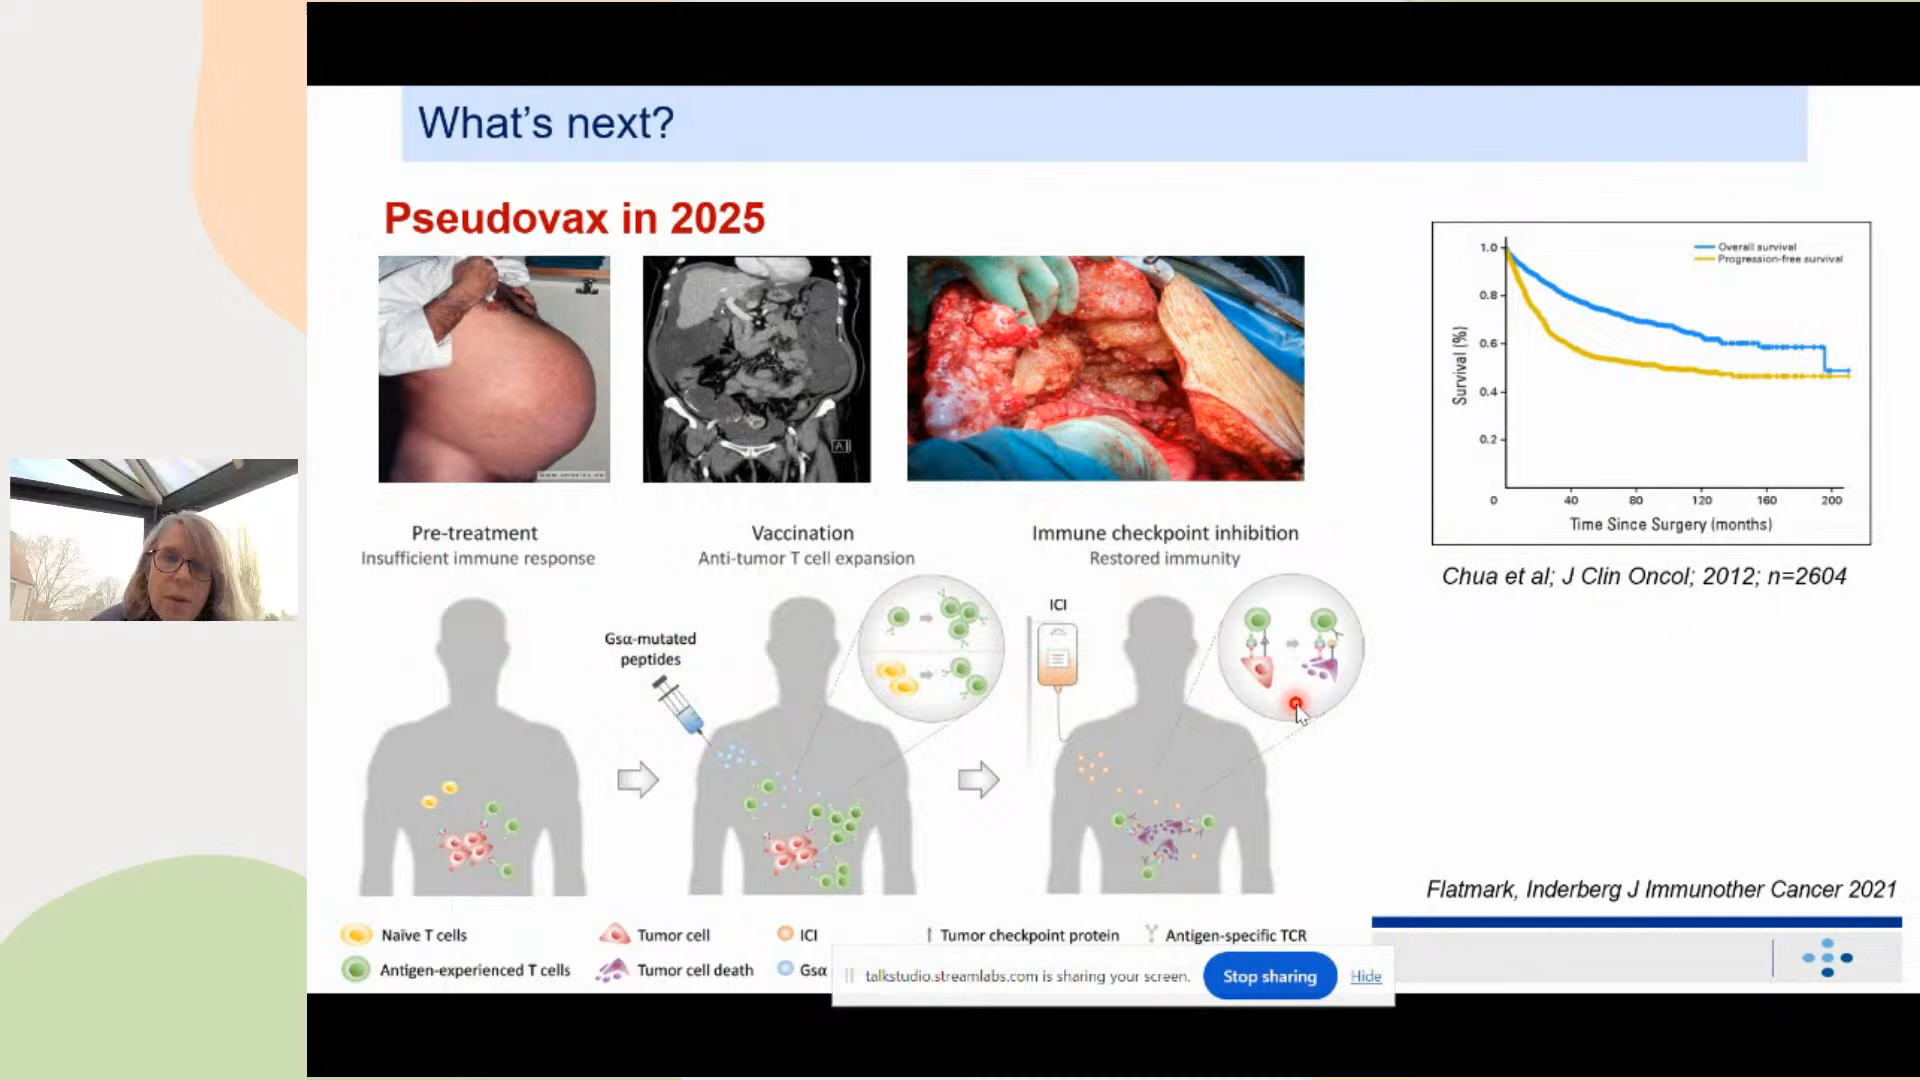 What's next?
Pseudovax in 2025
Pre-treatment
Insufficient immune response
Vaccination
Anti-tumor T cell expansion
Immune checkpoint inhibition
Restored immunity
Gsα-mutated
peptides
ICI
Naïve T cells
Tumor cell
ICI
Tumor checkpoint protein
Antigen-specific TCR
Antigen-experienced T cells
Tumor cell death
Gsα
talkstudio.streamlabs.com is sharing your screen.
Stop sharing
Hide
Overall survival
Progression-free survival
Survival (%)
1.0
0.8
0.6
0.4
0.2
0 40 80 120 160 200
Time Since Surgery (months)
Chua et al; J Clin Oncol; 2012; n=2604
Flatmark, Inderberg J Immunother Cancer 2021